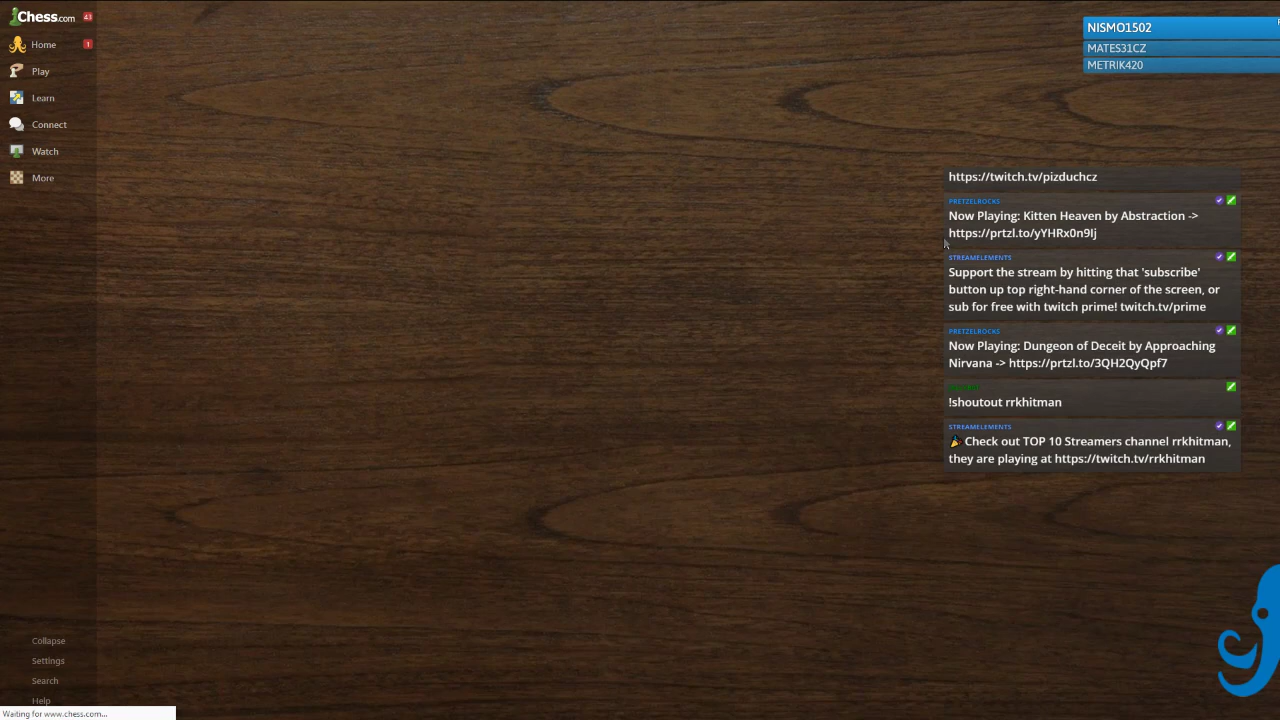 Chess.com 43
Home 1
Play
Learn
Connect
Watch
More
Collapse
Settings
Search
Help
Waiting for www.chess.com...
NISMO1502
MATES31CZ
METRIK420
https://twitch.tv/pizduchcz
PRETZELROCKS
Now Playing: Kitten Heaven by Abstraction ->
https://prtzl.to/yYHRx0n9Ij
STREAMELEMENTS
Support the stream by hitting that 'subscribe'
button up top right-hand corner of the screen, or
sub for free with twitch prime! twitch.tv/prime
PRETZELROCKS
Now Playing: Dungeon of Deceit by Approaching
Nirvana -> https://prtzl.to/3QH2QyQpf7
!shoutout rrkhitman
STREAMELEMENTS
Check out TOP 10 Streamers channel rrkhitman,
they are playing at https://twitch.tv/rrkhitman